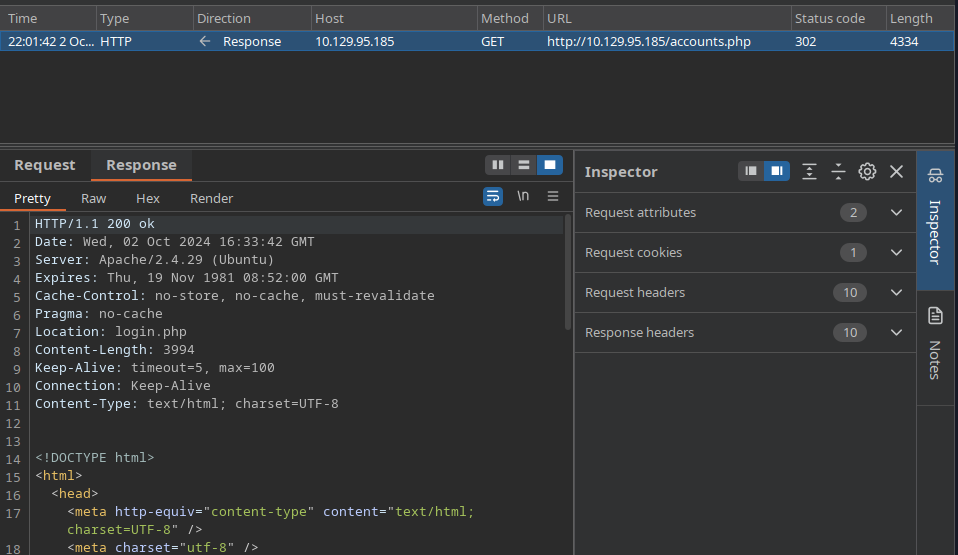 Time Type Direction Host Method URL Status code Length
22:01:42 2 Oc... HTTP Response 10.129.95.185 GET http://10.129.95.185/accounts.php 302 4334
Request Response
Pretty Raw Hex Render \n
1 HTTP/1.1 200 ok
2 Date: Wed, 02 Oct 2024 16:33:42 GMT
3 Server: Apache/2.4.29 (Ubuntu)
4 Expires: Thu, 19 Nov 1981 08:52:00 GMT
5 Cache-Control: no-store, no-cache, must-revalidate
6 Pragma: no-cache
7 Location: login.php
8 Content-Length: 3994
9 Keep-Alive: timeout=5, max=100
10 Connection: Keep-Alive
11 Content-Type: text/html; charset=UTF-8
12
13
14 <!DOCTYPE html>
15 <html>
16 <head>
17 <meta http-equiv="content-type" content="text/html;
charset=UTF-8" />
18 <meta charset="utf-8" />
Inspector
Request attributes 2
Request cookies 1
Request headers 10
Response headers 10
Inspector
Notes